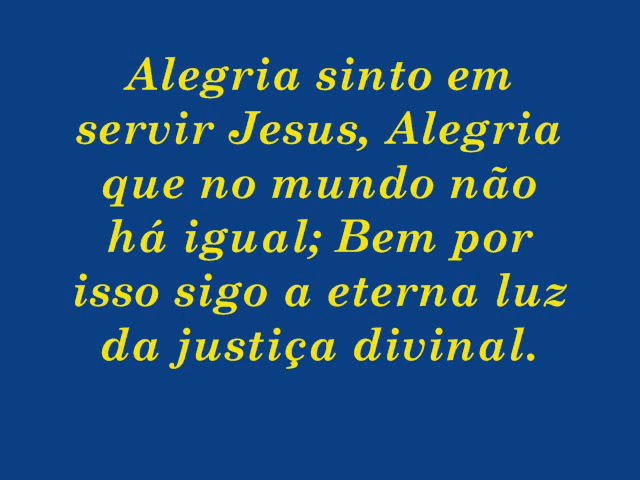 Alegria sinto em
servir Jesus, Alegria
que no mundo não
há igual; Bem por
isso sigo a eterna luz
da justiça divinal.